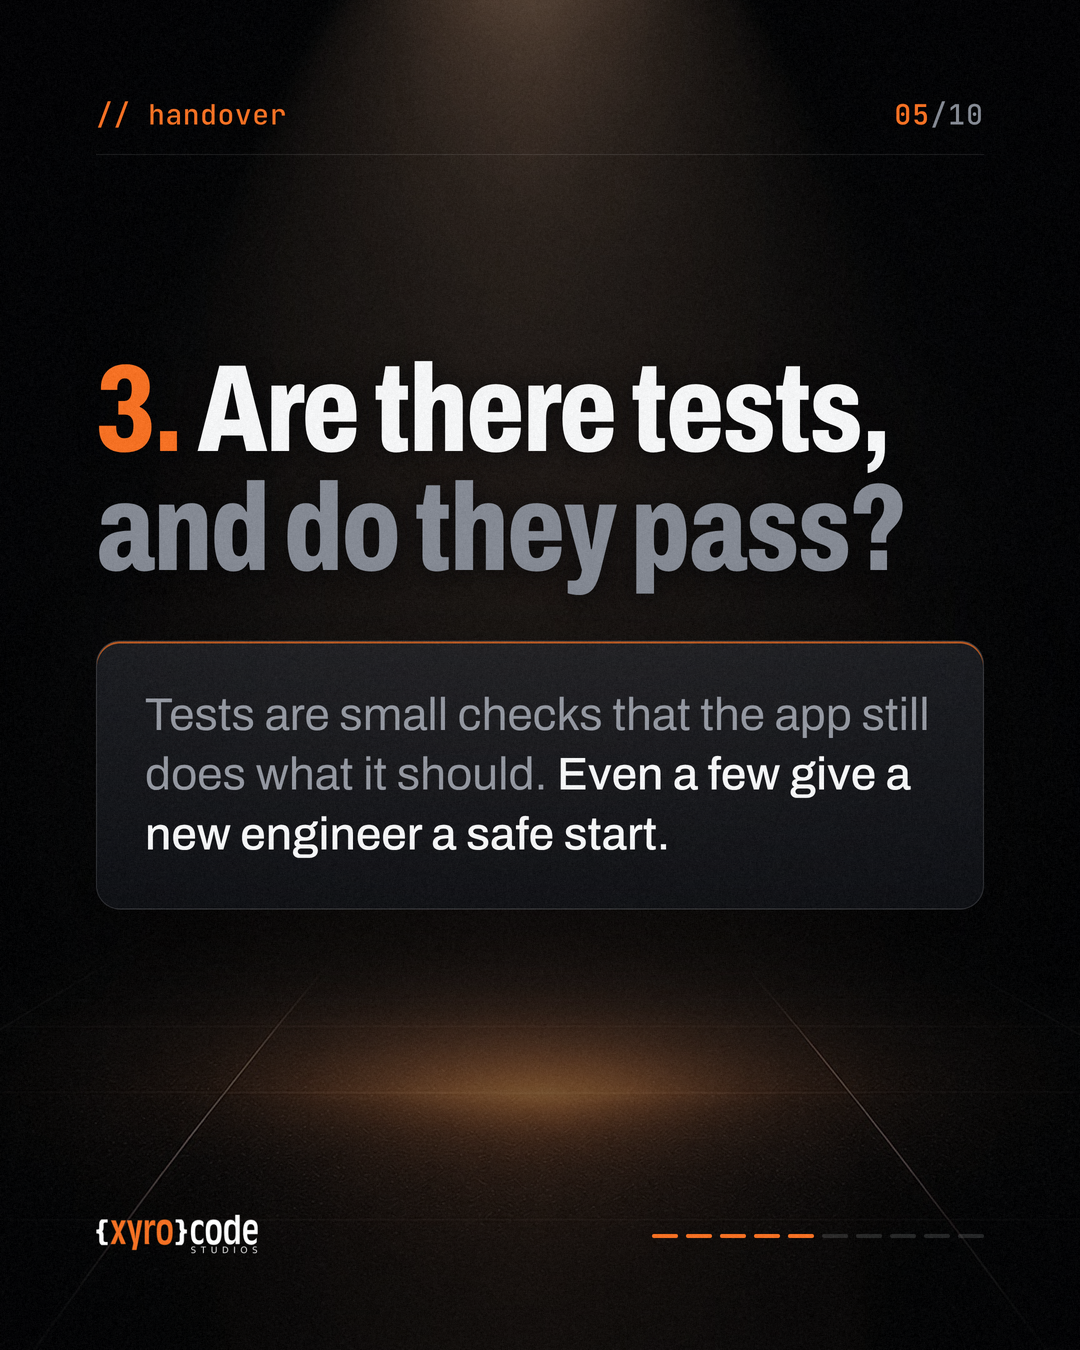 // handover
05/10
3. Are there tests,
and do they pass?
Tests are small checks that the app still
does what it should. Even a few give a
new engineer a safe start.
{xyro}code
STUDIOS